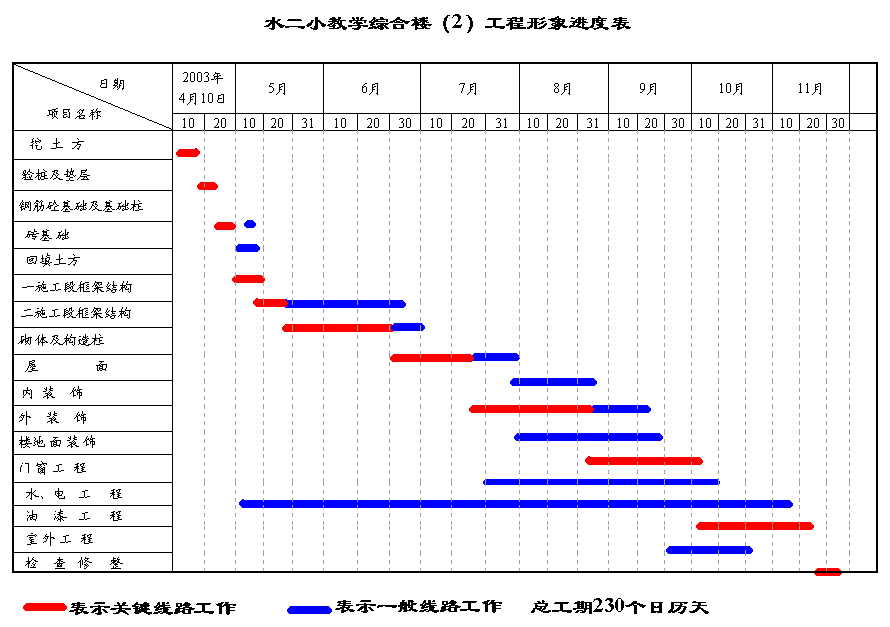 水二小教学综合楼（2）工程形象进度表
日期
项目名称
2003年
4月10日
5月 6月 7月 8月 9月 10月 11月
10 20 10 20 31 10 20 30 10 20 31 10 20 31 10 20 30 10 20 31 10 20 30
挖 土 方
验桩及垫层
钢筋砼基础及基础柱
砖基础
回填土方
一施工段框架结构
二施工段框架结构
砌体及构造柱
屋 面
内 装 饰
外 装 饰
楼地面装饰
门窗工程
水、电 工 程
油 漆 工 程
室外工程
检 查 修 整
表示关键线路工作 表示一般线路工作 总工期230个日历天